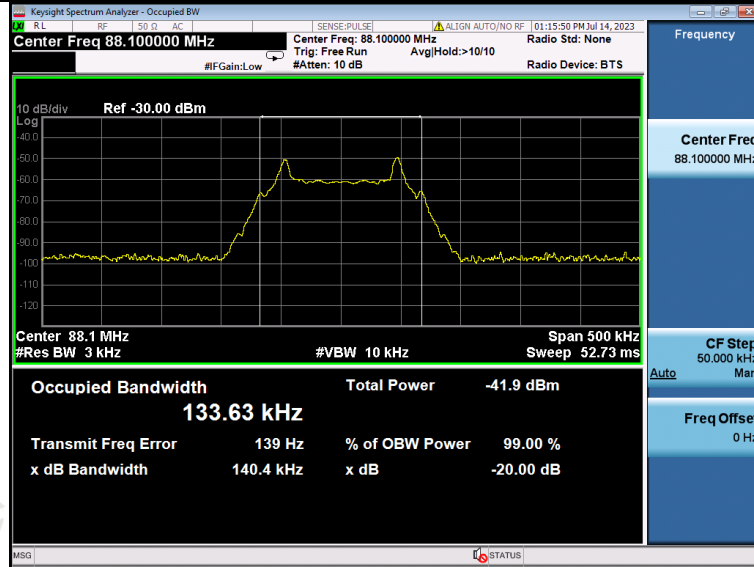 Keysight Spectrum Analyzer - Occupied BW
RL RF 50 Ω AC SENSE:PULSE ALIGN AUTO/NO RF 01:15:50 PM Jul 14, 2023
Center Freq 88.100000 MHz
Center Freq: 88.100000 MHz Radio Std: None
Trig: Free Run Avg|Hold:>10/10
#IFGain:Low #Atten: 10 dB Radio Device: BTS
10 dB/div Ref -30.00 dBm
Log
-40.0
-50.0
-60.0
-70.0
-80.0
-90.0
-100
-110
-120
Center 88.1 MHz Span 500 kHz
#Res BW 3 kHz #VBW 10 kHz Sweep 52.73 ms
Occupied Bandwidth Total Power -41.9 dBm
133.63 kHz
Transmit Freq Error 139 Hz % of OBW Power 99.00 %
x dB Bandwidth 140.4 kHz x dB -20.00 dB
MSG STATUS
Frequency
Center Freq
88.100000 MHz
CF Step
50.000 kHz
Auto Man
Freq Offset
0 Hz